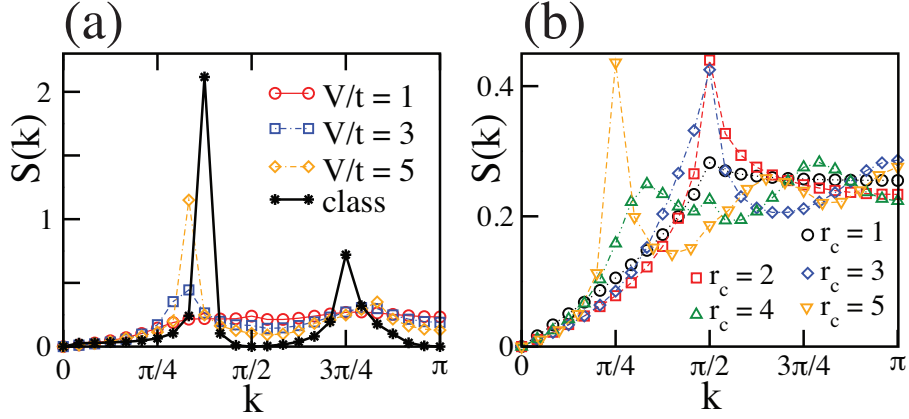 (a)
S(k)
2
1
0
V/t = 1
V/t = 3
V/t = 5
class
0
π/4
π/2
3π/4
π
k
(b)
S(k)
0.4
0.2
0
r_c = 1
r_c = 2
r_c = 3
r_c = 4
r_c = 5
0
π/4
π/2
3π/4
π
k